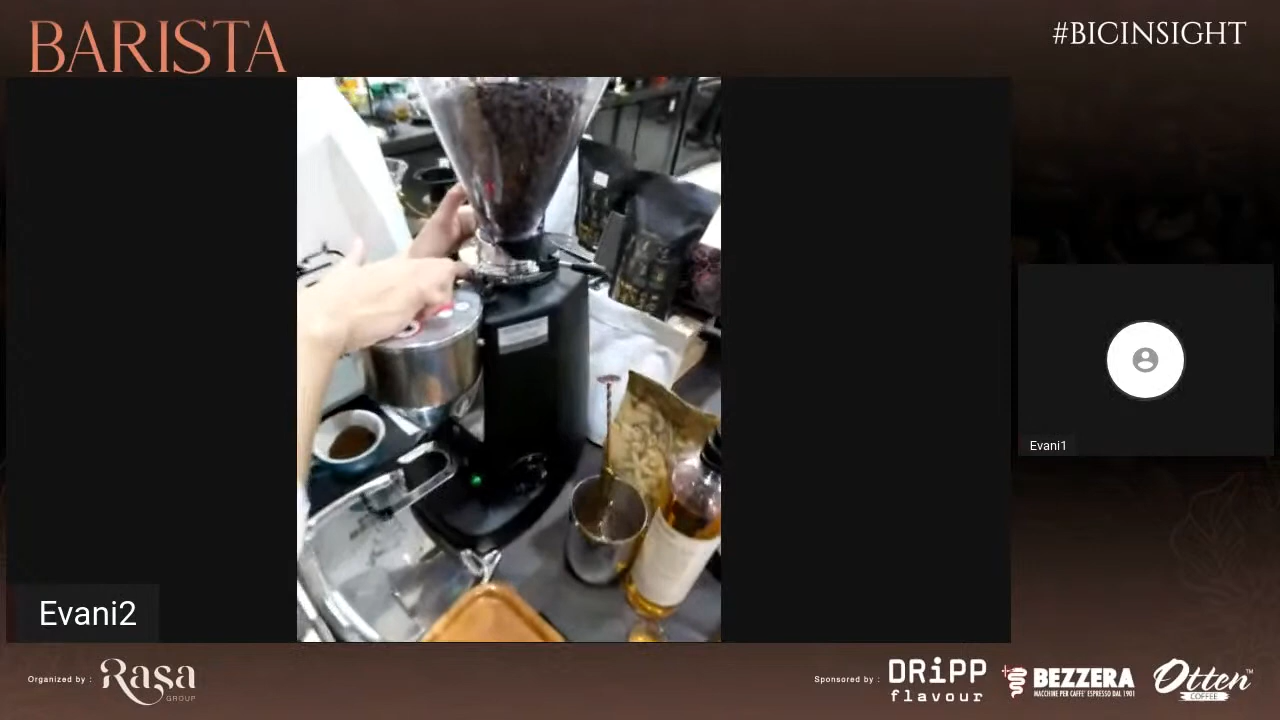 BARISTA
#BICINSIGHT
Evani1
Evani2
Organized by :
Rasa
GROUP
Sponsored by :
DRiPP
flavour
BEZZERA
MACCHINE PER CAFFE' ESPRESSO DAL 1901
Otten
COFFEE
TM